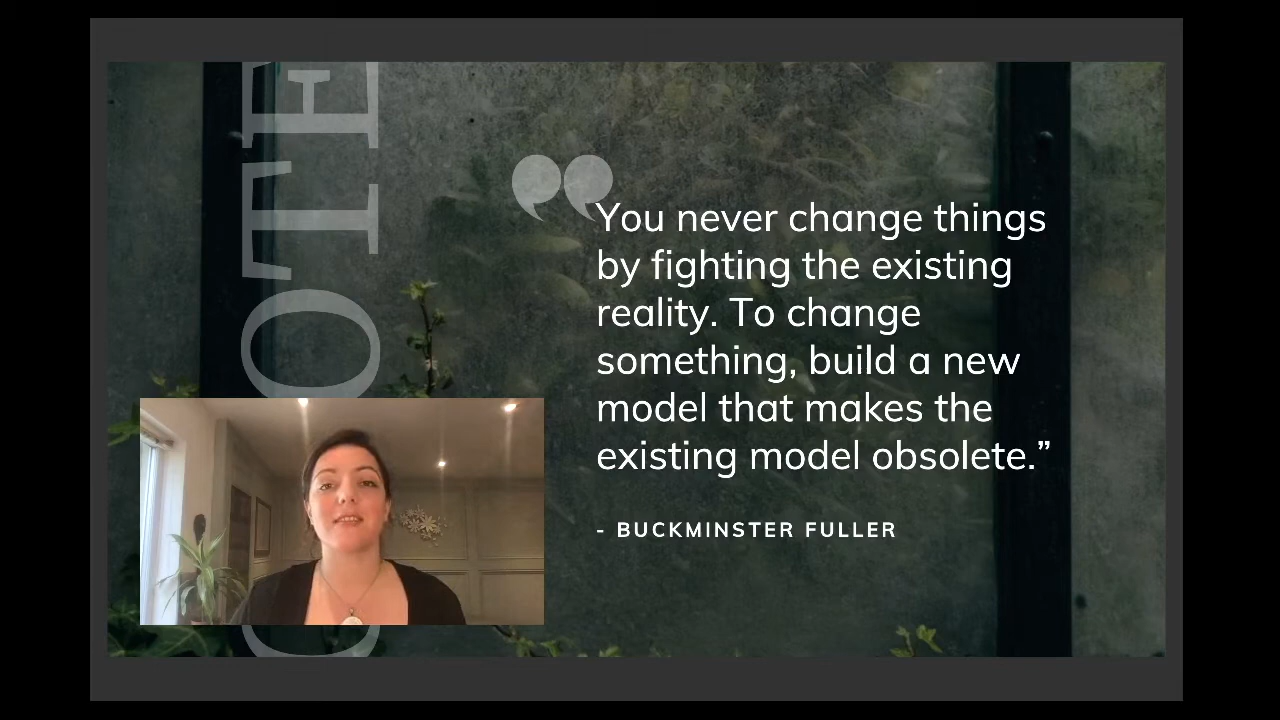 QUOTE
”
You never change things
by fighting the existing
reality. To change
something, build a new
model that makes the
existing model obsolete.”
- BUCKMINSTER FULLER